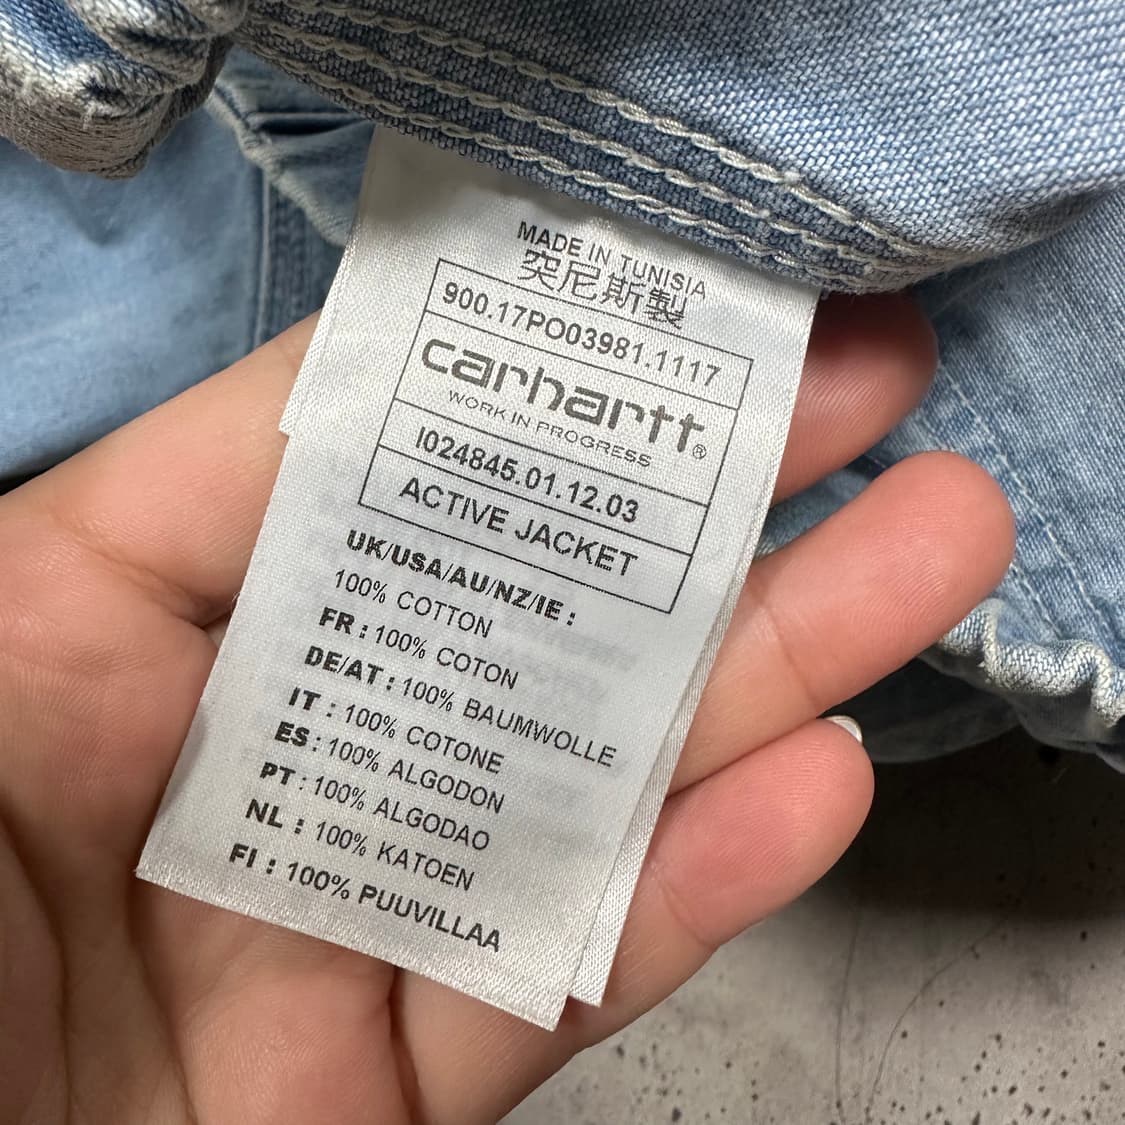 MADE IN TUNISIA
突尼斯製
900.17PO03981.1117
carhartt®
WORK IN PROGRESS
I024845.01.12.03
ACTIVE JACKET
UK/USA/AU/NZ/IE :
100% COTTON
FR : 100% COTON
DE/AT : 100% BAUMWOLLE
IT : 100% COTONE
ES : 100% ALGODON
PT : 100% ALGODAO
NL : 100% KATOEN
FI : 100% PUUVILLAA